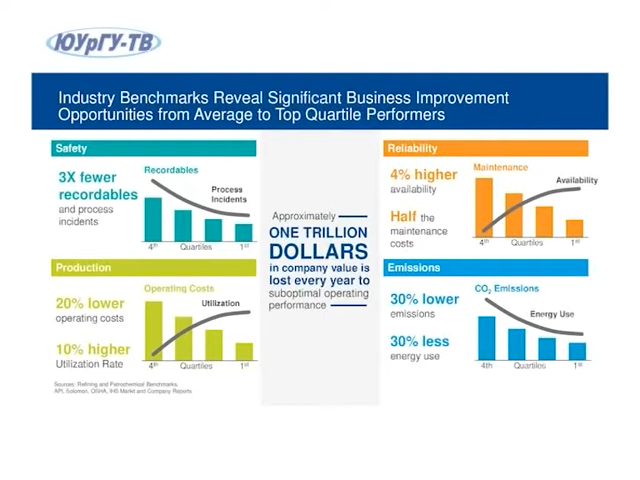 ЮУрГУ-ТВ
Industry Benchmarks Reveal Significant Business Improvement
Opportunities from Average to Top Quartile Performers
Safety
3X fewer
recordables
and process
incidents
Recordables
Process
Incidents
4th Quartiles 1st
Production
20% lower
operating costs
10% higher
Utilization Rate
Operating Costs
Utilization
4th Quartiles 1st
Sources: Refining and Petrochemical Benchmarks.
API, Solomon, OSHA, IHS Markit and Company Reports
Approximately
ONE TRILLION
DOLLARS
in company value is
lost every year to
suboptimal operating
performance
Reliability
4% higher
availability
Half the
maintenance
costs
Maintenance
Availability
4th Quartiles 1st
Emissions
30% lower
emissions
30% less
energy use
CO2 Emissions
Energy Use
4th Quartiles 1st